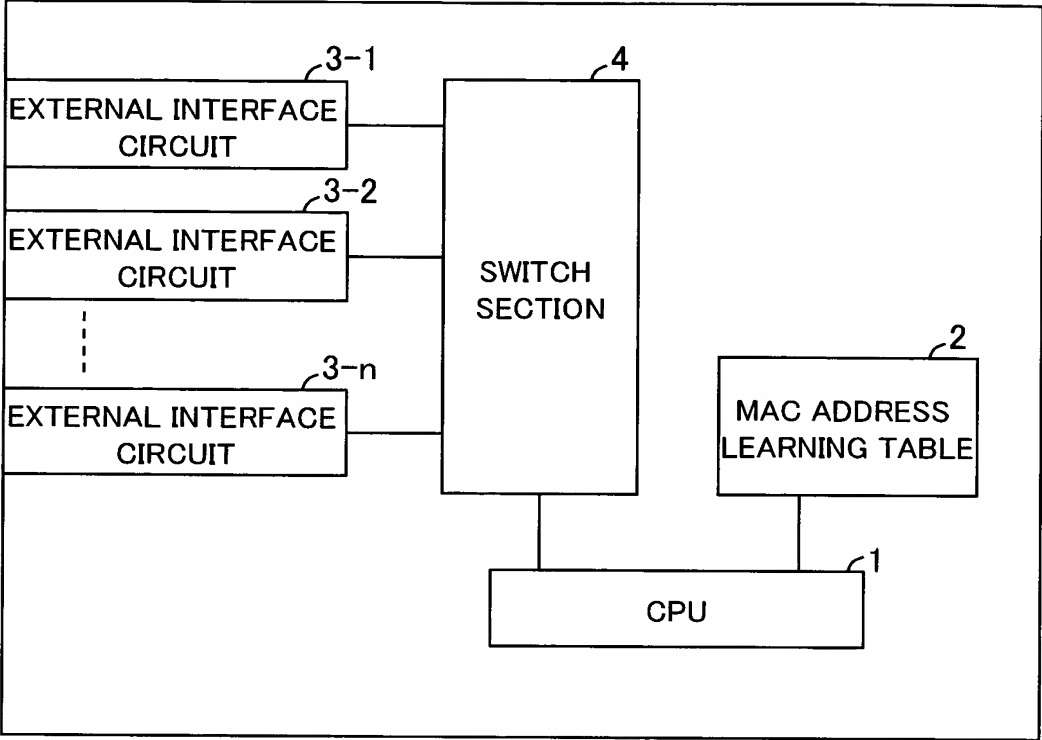 3-1
EXTERNAL INTERFACE
CIRCUIT
3-2
EXTERNAL INTERFACE
CIRCUIT
3-n
EXTERNAL INTERFACE
CIRCUIT
4
SWITCH
SECTION
2
MAC ADDRESS
LEARNING TABLE
1
CPU